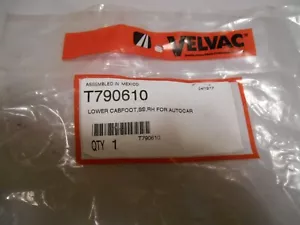 VELVAC
ASSEMBLED IN MEXICO
T790610
LOWER CABFOOT,SS,RH FOR AUTOCAR
QTY 1
T790610